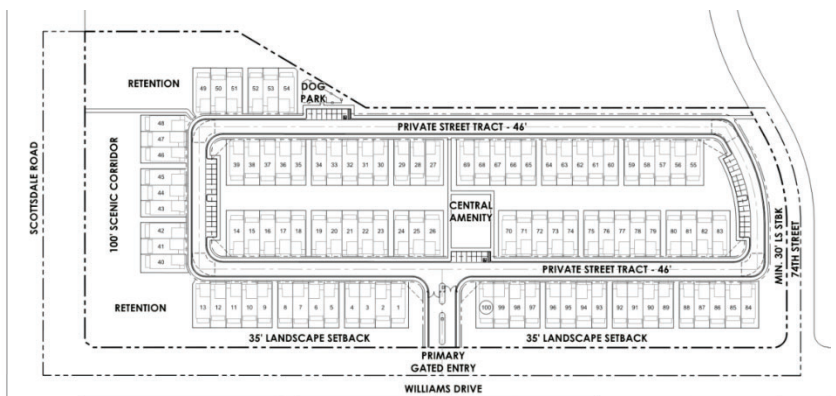 RETENTION
49 50 51
52 53 54
DOG
PARK
PRIVATE STREET TRACT - 46'
48
47
46
45
44
43
42
41
40
SCOTTSDALE ROAD
100' SCENIC CORRIDOR
37 36 35
34 33 32 31 30
29 28 27
69 68 67 66 65
64 63 62 61 60
59 58 57 56 55
CENTRAL
AMENITY
14 15 16 17 18
19 20 21 22 23
24 25 26
70 71 72 73 74
75 76 77 78 79
80 81 82 83
MIN. 30' LS STBK
74TH STREET
PRIVATE STREET TRACT - 46'
RETENTION
13 12 11 10 9
8 7 6 5
4 3 2 1
100 99 98 97
96 95 94 93
92 91 90 89
88 87 86 85 84
35' LANDSCAPE SETBACK
35' LANDSCAPE SETBACK
PRIMARY
GATED ENTRY
WILLIAMS DRIVE